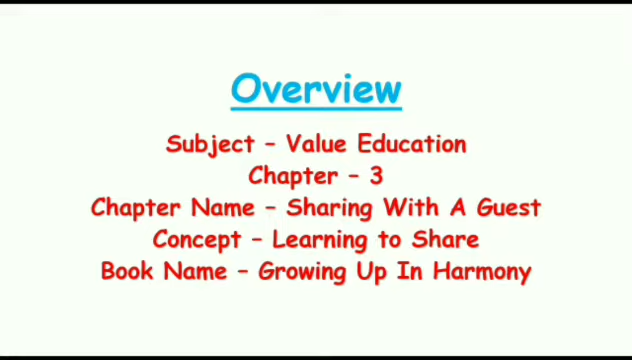 Overview
Subject – Value Education
Chapter – 3
Chapter Name – Sharing With A Guest
Concept – Learning to Share
Book Name – Growing Up In Harmony